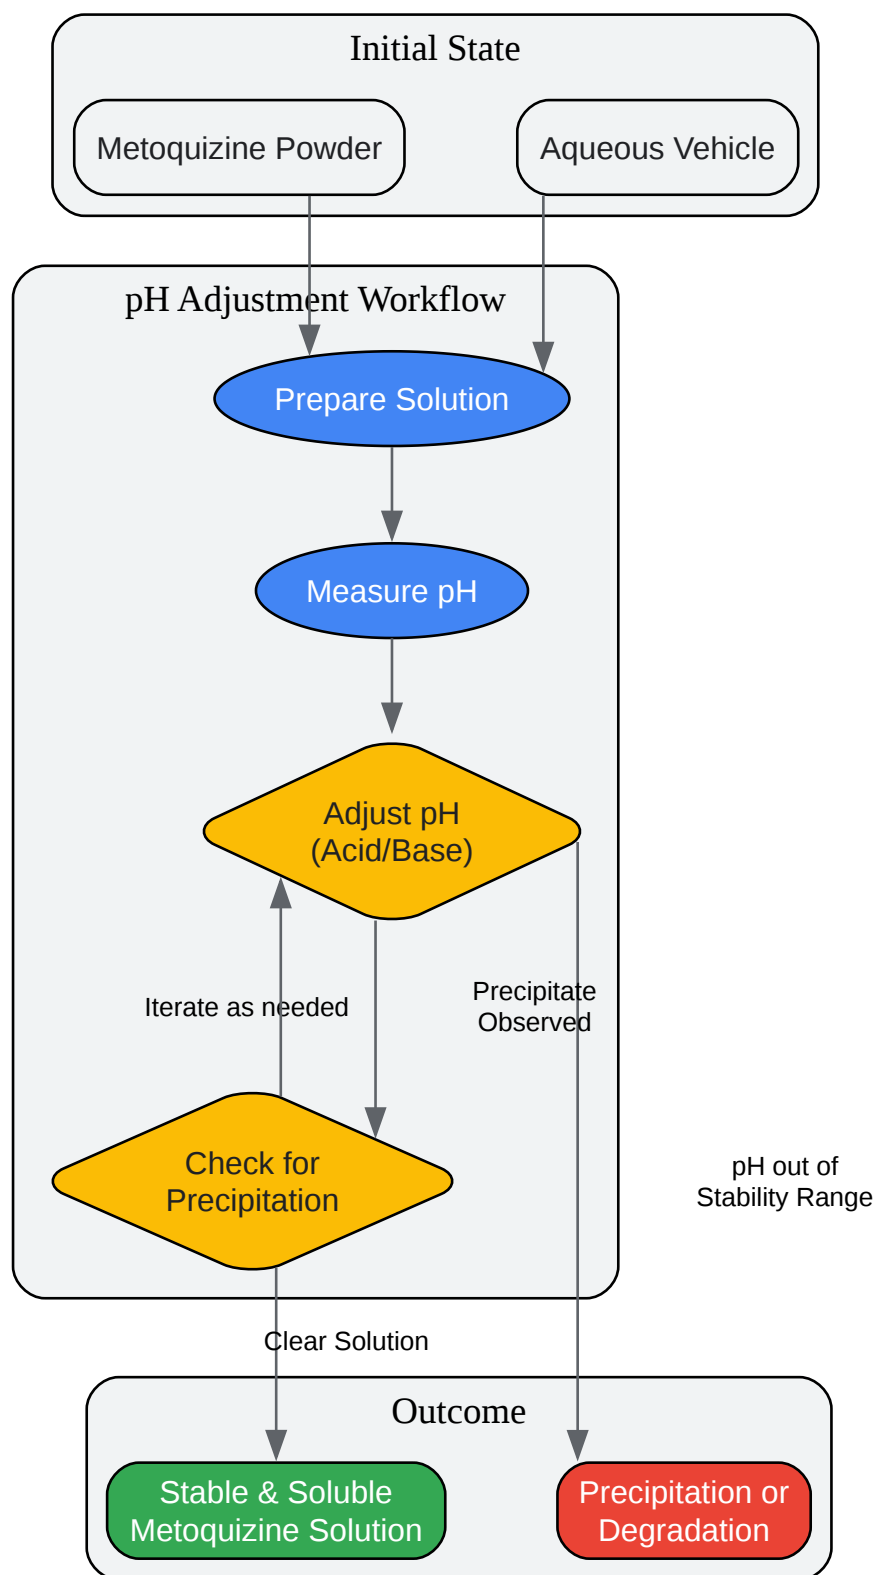 Initial State
Metoquizine Powder
Aqueous Vehicle
pH Adjustment Workflow
Prepare Solution
Measure pH
Adjust pH
(Acid/Base)
Iterate as needed
Precipitate
Observed
Check for
Precipitation
pH out of
Stability Range
Clear Solution
Outcome
Stable & Soluble
Metoquizine Solution
Precipitation or
Degradation